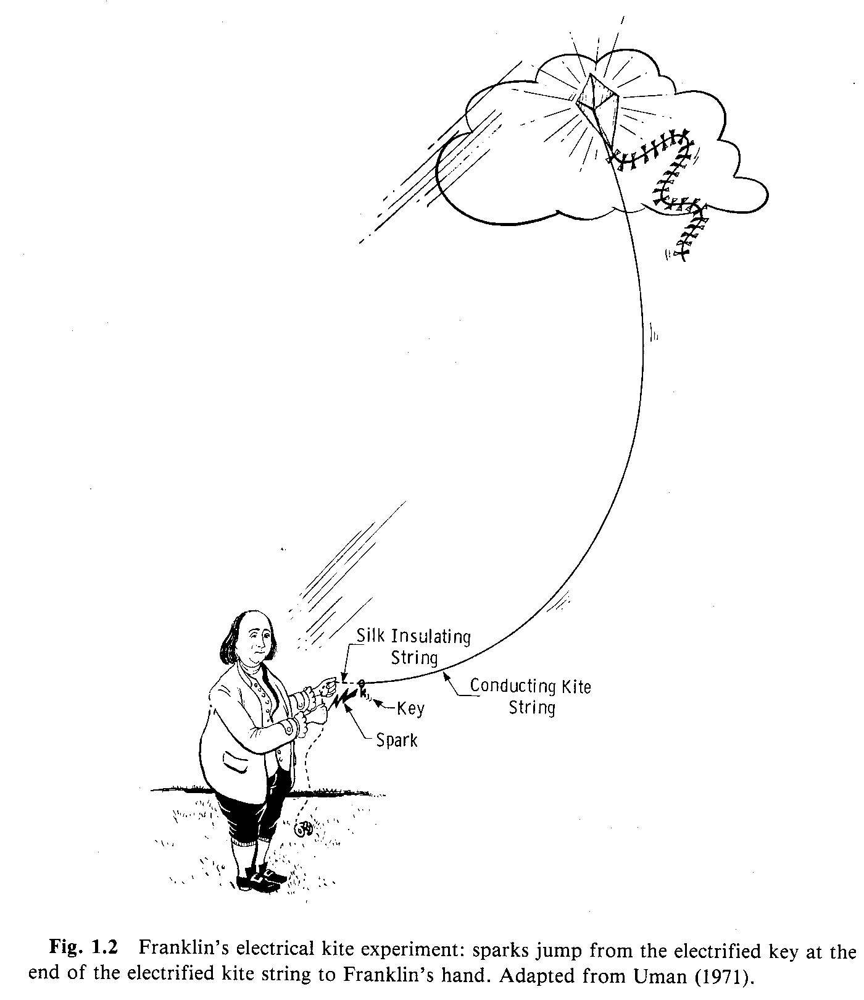 Silk Insulating
String
Conducting Kite
String
Key
Spark
Fig. 1.2 Franklin's electrical kite experiment: sparks jump from the electrified key at the
end of the electrified kite string to Franklin's hand. Adapted from Uman (1971).